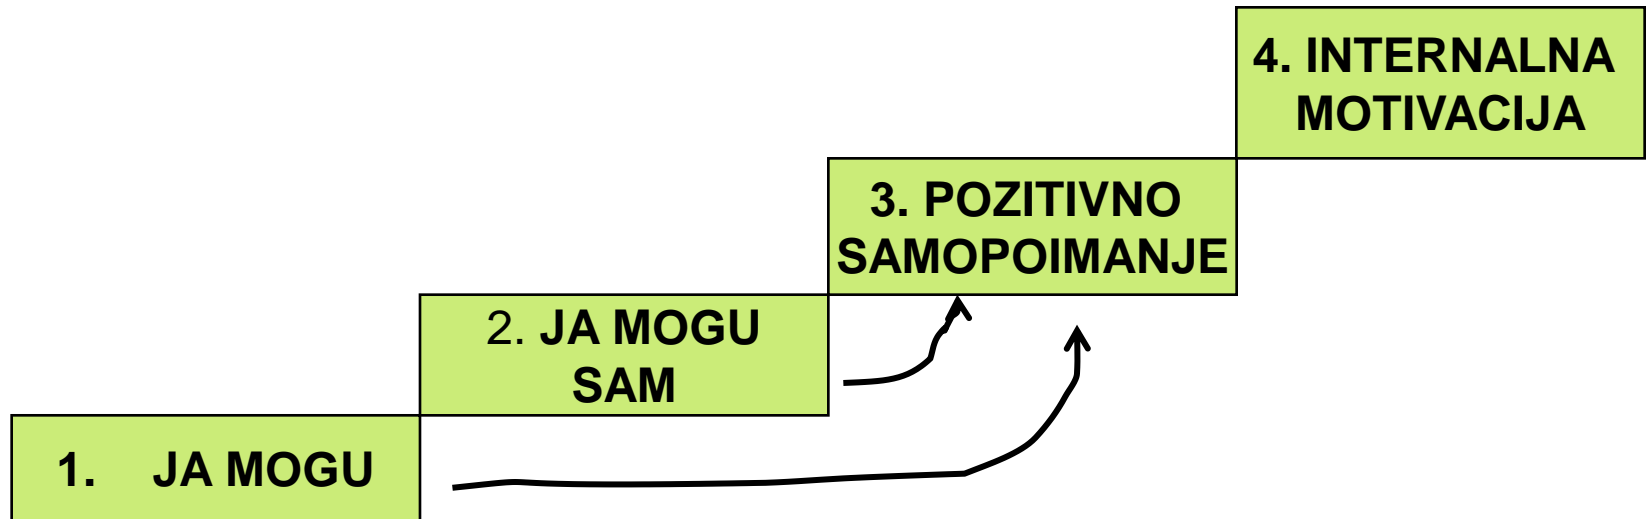 4. INTERNALNA
MOTIVACIJA
3. POZITIVNO
SAMOPOIMANJE
2. JA MOGU
SAM
1. JA MOGU